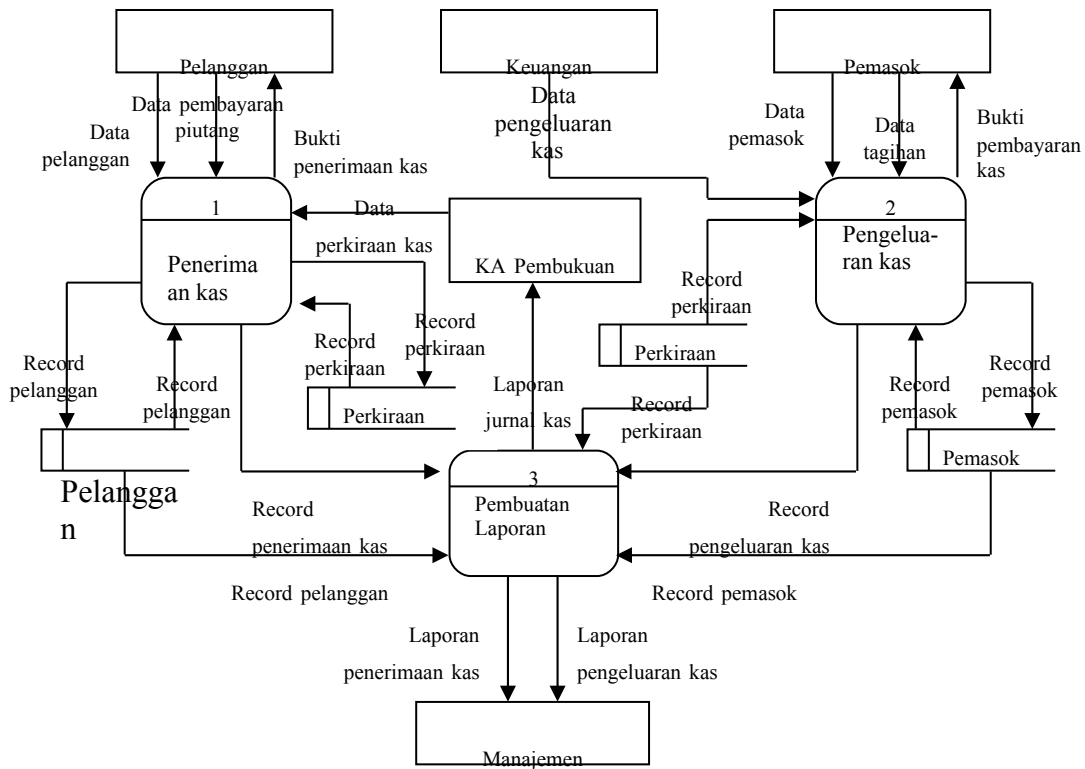 Pelanggan
Keuangan
Pemasok
Data pembayaran
piutang
Data
pelanggan
Bukti
penerimaan kas
Data
pengeluaran
kas
Data
pemasok
Data
tagihan
Bukti
pembayaran
kas
1
Penerima
an kas
Data
perkiraan kas
KA Pembukuan
2
Pengelua-
ran kas
Record
perkiraan
Record
pelanggan
Record
pelanggan
Record
perkiraan
Record
perkiraan
Perkiraan
Perkiraan
Laporan
jurnal kas
Record
perkiraan
Record
pemasok
Record
pemasok
Pemasok
Pelangga
n
3
Pembuatan
Laporan
Record
penerimaan kas
Record
pengeluaran kas
Record pelanggan
Record pemasok
Laporan
penerimaan kas
Laporan
pengeluaran kas
Manajemen